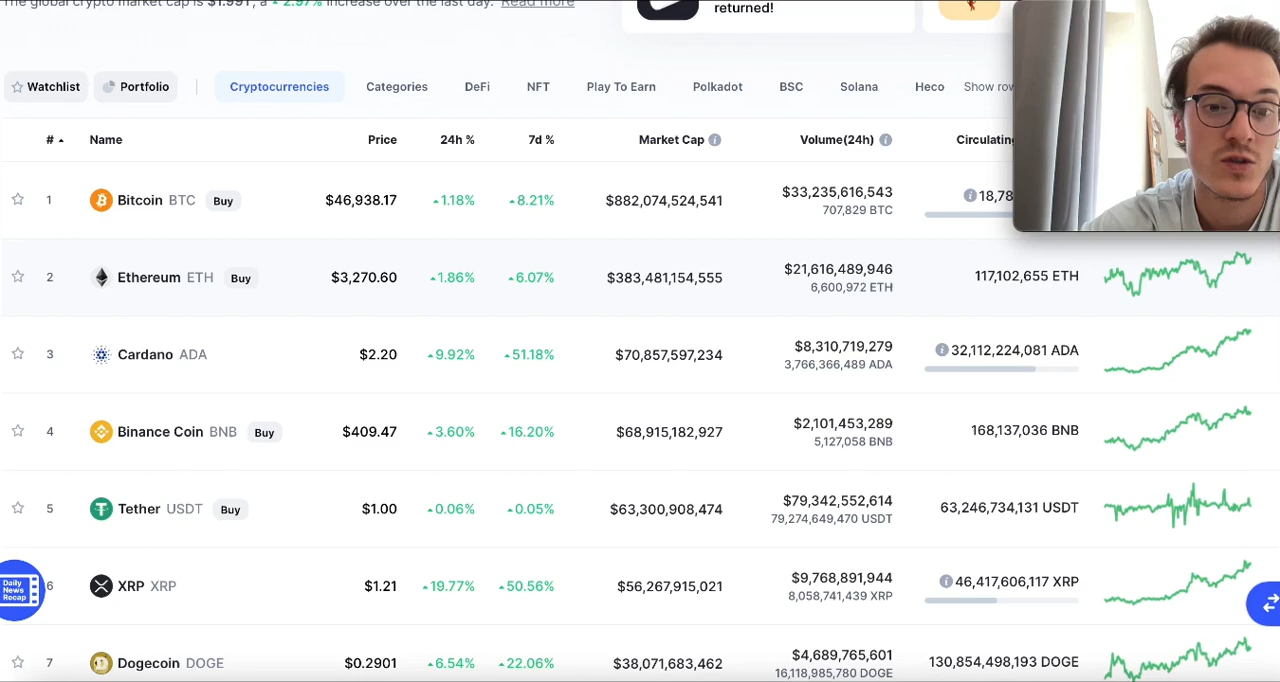 The global crypto market cap is $1.99T, a 2.97% increase over the last day. Read more
returned!
Watchlist Portfolio Cryptocurrencies Categories DeFi NFT Play To Earn Polkadot BSC Solana Heco Show row
# Name Price 24h % 7d % Market Cap Volume(24h) Circulating
1 Bitcoin BTC Buy $46,938.17 1.18% 8.21% $882,074,524,541 $33,235,616,543 18,78
707,829 BTC
2 Ethereum ETH Buy $3,270.60 1.86% 6.07% $383,481,154,555 $21,616,489,946 117,102,655 ETH
6,600,972 ETH
3 Cardano ADA $2.20 9.92% 51.18% $70,857,597,234 $8,310,719,279 32,112,224,081 ADA
3,766,366,489 ADA
4 Binance Coin BNB Buy $409.47 3.60% 16.20% $68,915,182,927 $2,101,453,289 168,137,036 BNB
5,127,058 BNB
5 Tether USDT Buy $1.00 0.06% 0.05% $63,300,908,474 $79,342,552,614 63,246,734,131 USDT
79,274,649,470 USDT
Daily
News
Recap
6 XRP XRP $1.21 19.77% 50.56% $56,267,915,021 $9,768,891,944 46,417,606,117 XRP
8,058,741,439 XRP
7 Dogecoin DOGE $0.2901 6.54% 22.06% $38,071,683,462 $4,689,765,601 130,854,498,193 DOGE
16,118,985,780 DOGE